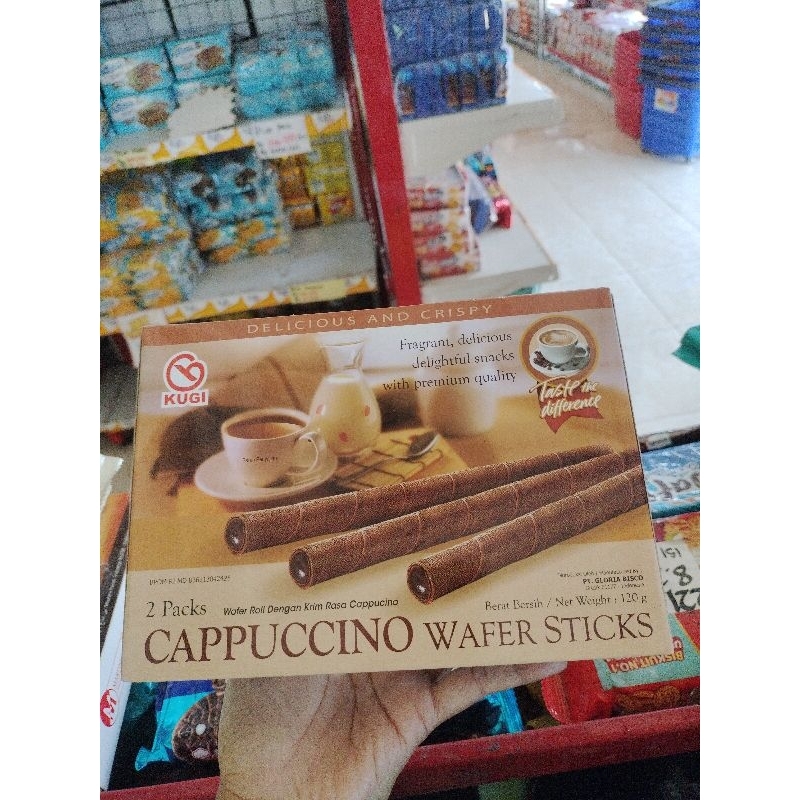 DELICIOUS AND CRISPY
Fragrant, delicious
delightful snacks
with premium quality
KUGI
Taste the
difference
PT. GLORIA BISCO
2 Packs
Wafer Roll Dengan Krim Rasa Cappucino
Berat Bersih / Net Weight : 120 g
CAPPUCCINO WAFER STICKS